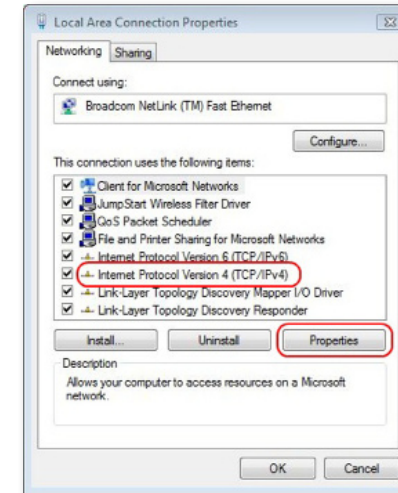 Local Area Connection Properties
Networking Sharing
Connect using:
Broadcom NetLink (TM) Fast Ethernet
Configure...
This connection uses the following items:
Client for Microsoft Networks
JumpStart Wireless Filter Driver
QoS Packet Scheduler
File and Printer Sharing for Microsoft Networks
Internet Protocol Version 6 (TCP/IPv6)
Internet Protocol Version 4 (TCP/IPv4)
Link-Layer Topology Discovery Mapper I/O Driver
Link-Layer Topology Discovery Responder
Install... Uninstall Properties
Description
Allows your computer to access resources on a Microsoft
network.
OK Cancel